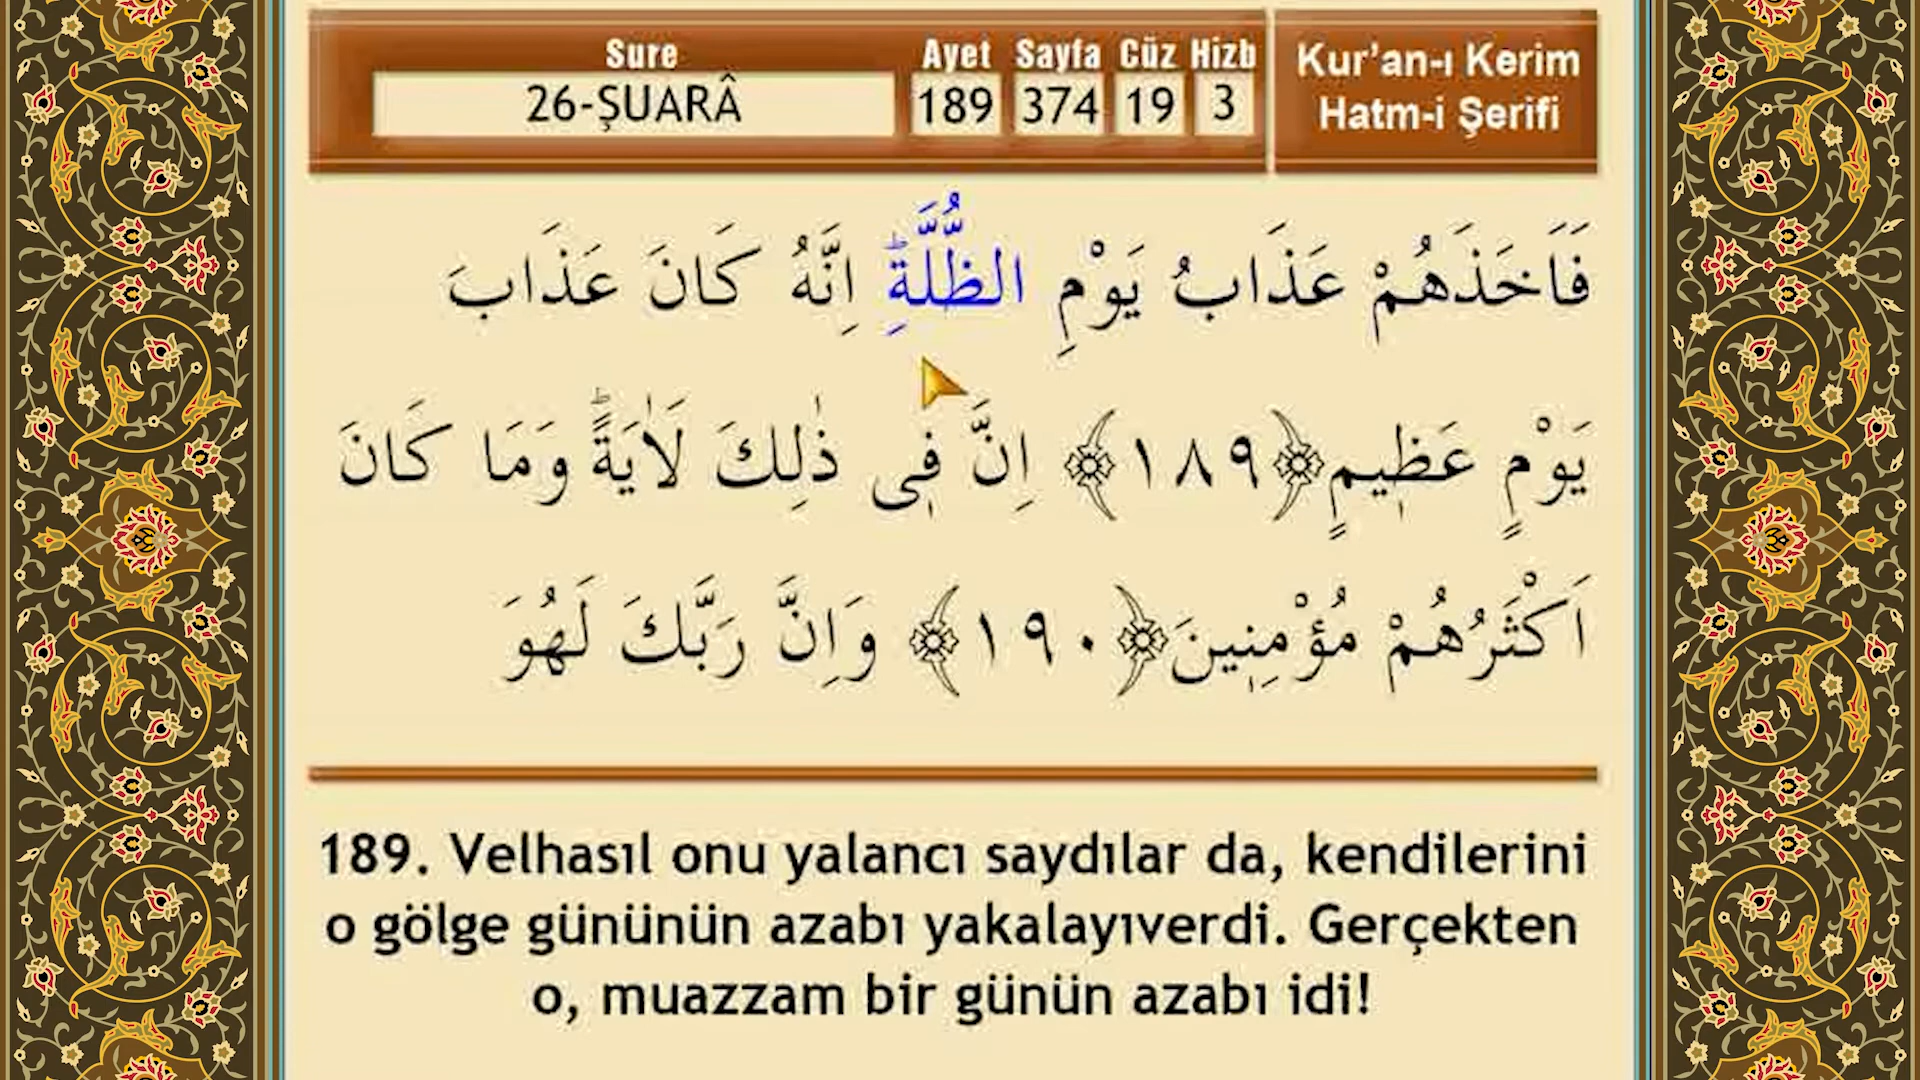 Sure Ayet Sayfa Cüz Hizb
26-ŞUARÂ 189 374 19 3
Kur'an-ı Kerim
Hatm-i Şerifi
فَاَخَذَهُمْ عَذَابُ يَوْمِ الظُّلَّةِۜ اِنَّهُ كَانَ عَذَابَ
يَوْمٍ عَظ۪يمٍ﴿١٨٩﴾ اِنَّ ف۪ى ذٰلِكَ لَاٰيَةًۜ وَمَا كَانَ
اَكْثَرُهُمْ مُؤْمِن۪ينَ﴿١٩٠﴾ وَاِنَّ رَبَّكَ لَهُوَ
189. Velhasıl onu yalancı saydılar da, kendilerini
o gölge gününün azabı yakalayıverdi. Gerçekten
o, muazzam bir günün azabı idi!